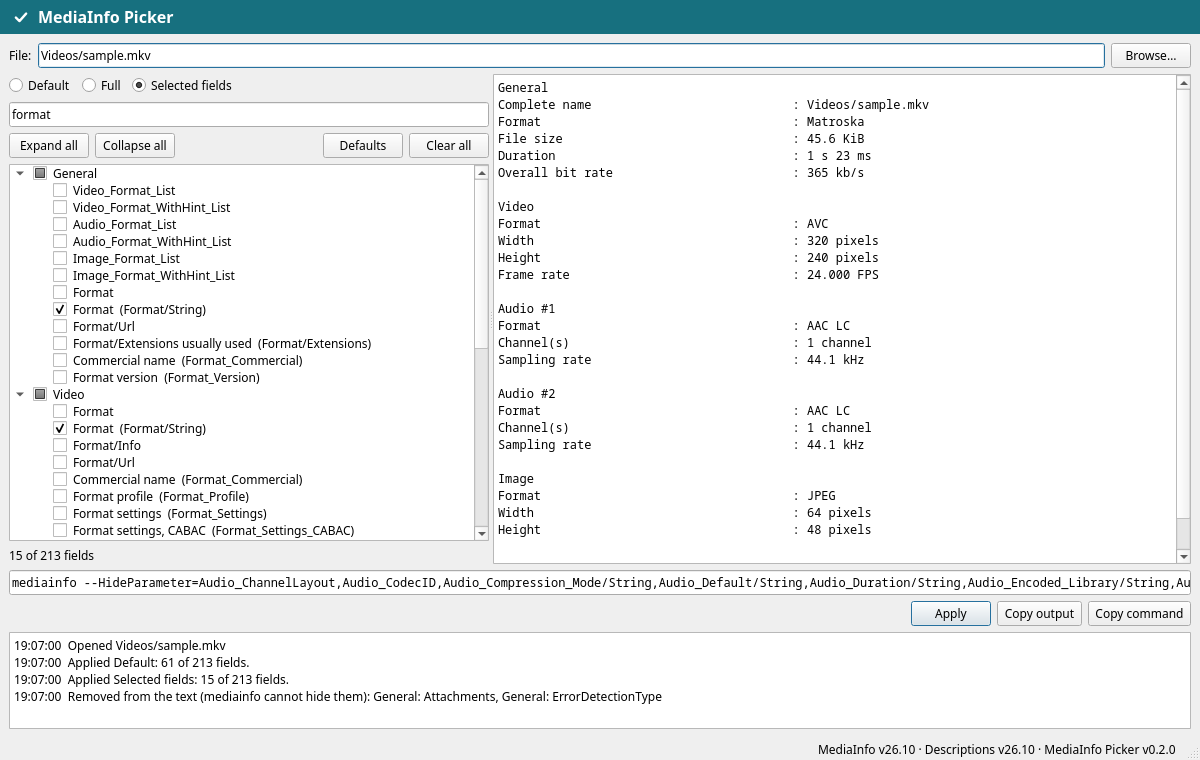 MediaInfo Picker
File: Videos/sample.mkv Browse...
Default Full Selected fields
format
Expand all Collapse all Defaults Clear all
General
Video_Format_List
Video_Format_WithHint_List
Audio_Format_List
Audio_Format_WithHint_List
Image_Format_List
Image_Format_WithHint_List
Format
Format (Format/String)
Format/Url
Format/Extensions usually used (Format/Extensions)
Commercial name (Format_Commercial)
Format version (Format_Version)
Video
Format
Format (Format/String)
Format/Info
Format/Url
Commercial name (Format_Commercial)
Format profile (Format_Profile)
Format settings (Format_Settings)
Format settings, CABAC (Format_Settings_CABAC)
15 of 213 fields
General
Complete name : Videos/sample.mkv
Format : Matroska
File size : 45.6 KiB
Duration : 1 s 23 ms
Overall bit rate : 365 kb/s
Video
Format : AVC
Width : 320 pixels
Height : 240 pixels
Frame rate : 24.000 FPS
Audio #1
Format : AAC LC
Channel(s) : 1 channel
Sampling rate : 44.1 kHz
Audio #2
Format : AAC LC
Channel(s) : 1 channel
Sampling rate : 44.1 kHz
Image
Format : JPEG
Width : 64 pixels
Height : 48 pixels
mediainfo --HideParameter=Audio_ChannelLayout,Audio_CodecID,Audio_Compression_Mode/String,Audio_Default/String,Audio_Duration/String,Audio_Encoded_Library/String,Au
Apply Copy output Copy command
19:07:00 Opened Videos/sample.mkv
19:07:00 Applied Default: 61 of 213 fields.
19:07:00 Applied Selected fields: 15 of 213 fields.
19:07:00 Removed from the text (mediainfo cannot hide them): General: Attachments, General: ErrorDetectionType
MediaInfo v26.10 · Descriptions v26.10 · MediaInfo Picker v0.2.0